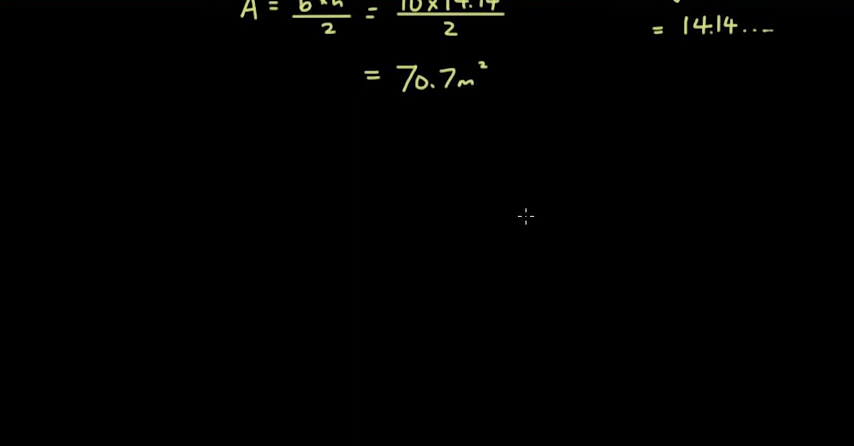 A = b×h / 2 = 10×14.14 / 2
= 14.14...
= 70.7m²